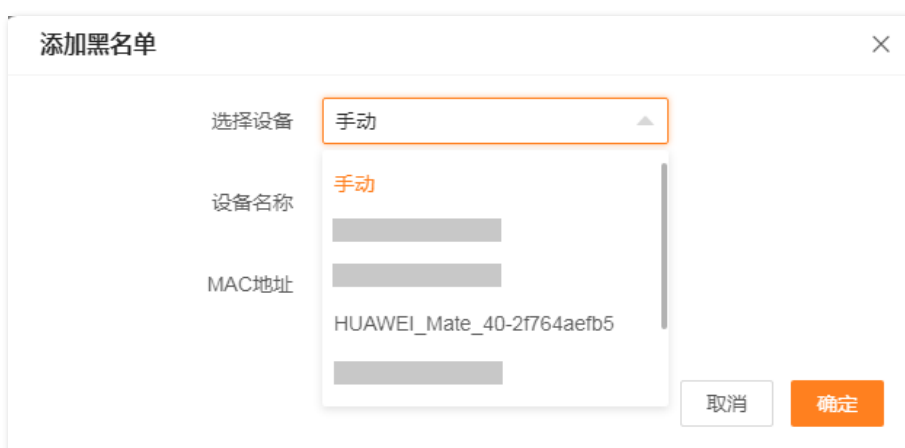 添加黑名单
选择设备
手动
手动
设备名称
MAC地址
HUAWEI_Mate_40-2f764aefb5
取消
确定